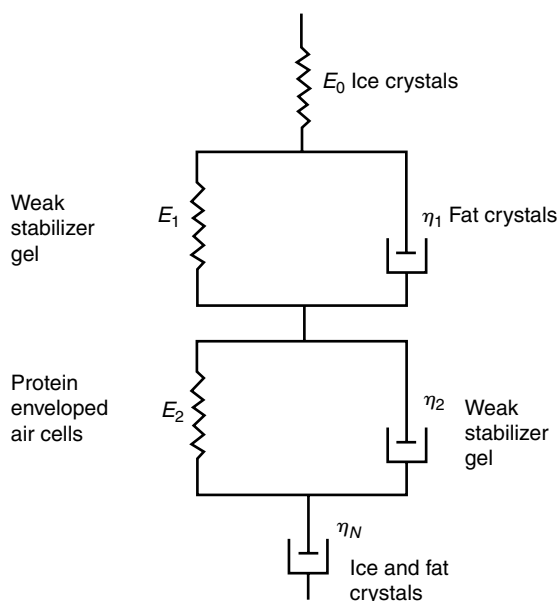 E0 Ice crystals
Weak
stabilizer
gel
E1
η1 Fat crystals
Protein
enveloped
air cells
E2
η2
Weak
stabilizer
gel
ηN
Ice and fat
crystals